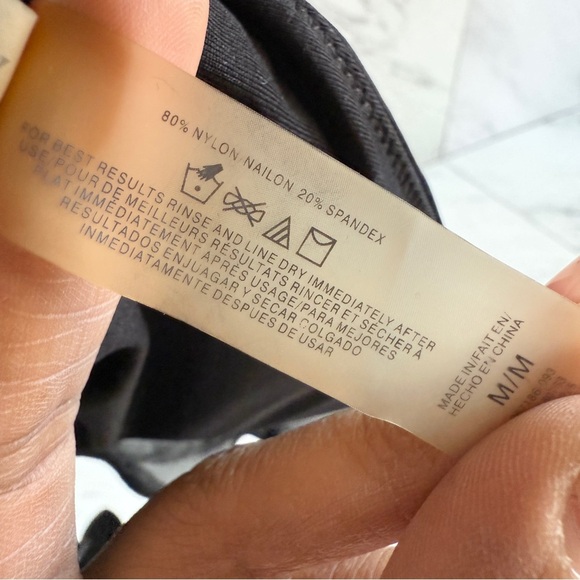 80% NYLON NAILON 20% SPANDEX
FOR BEST RESULTS RINSE AND LINE DRY IMMEDIATELY AFTER
USE/POUR DE MEILLEURS RÉSULTATS RINCER ET SÉCHER À
PLAT IMMÉDIATEMENT APRÈS USAGE/PARA MEJORES
RESULTADOS ENJUAGAR Y SECAR COLGADO
INMEDIATAMENTE DESPUES DE USAR
MADE IN/FAIT EN/
HECHO EN CHINA
M/M